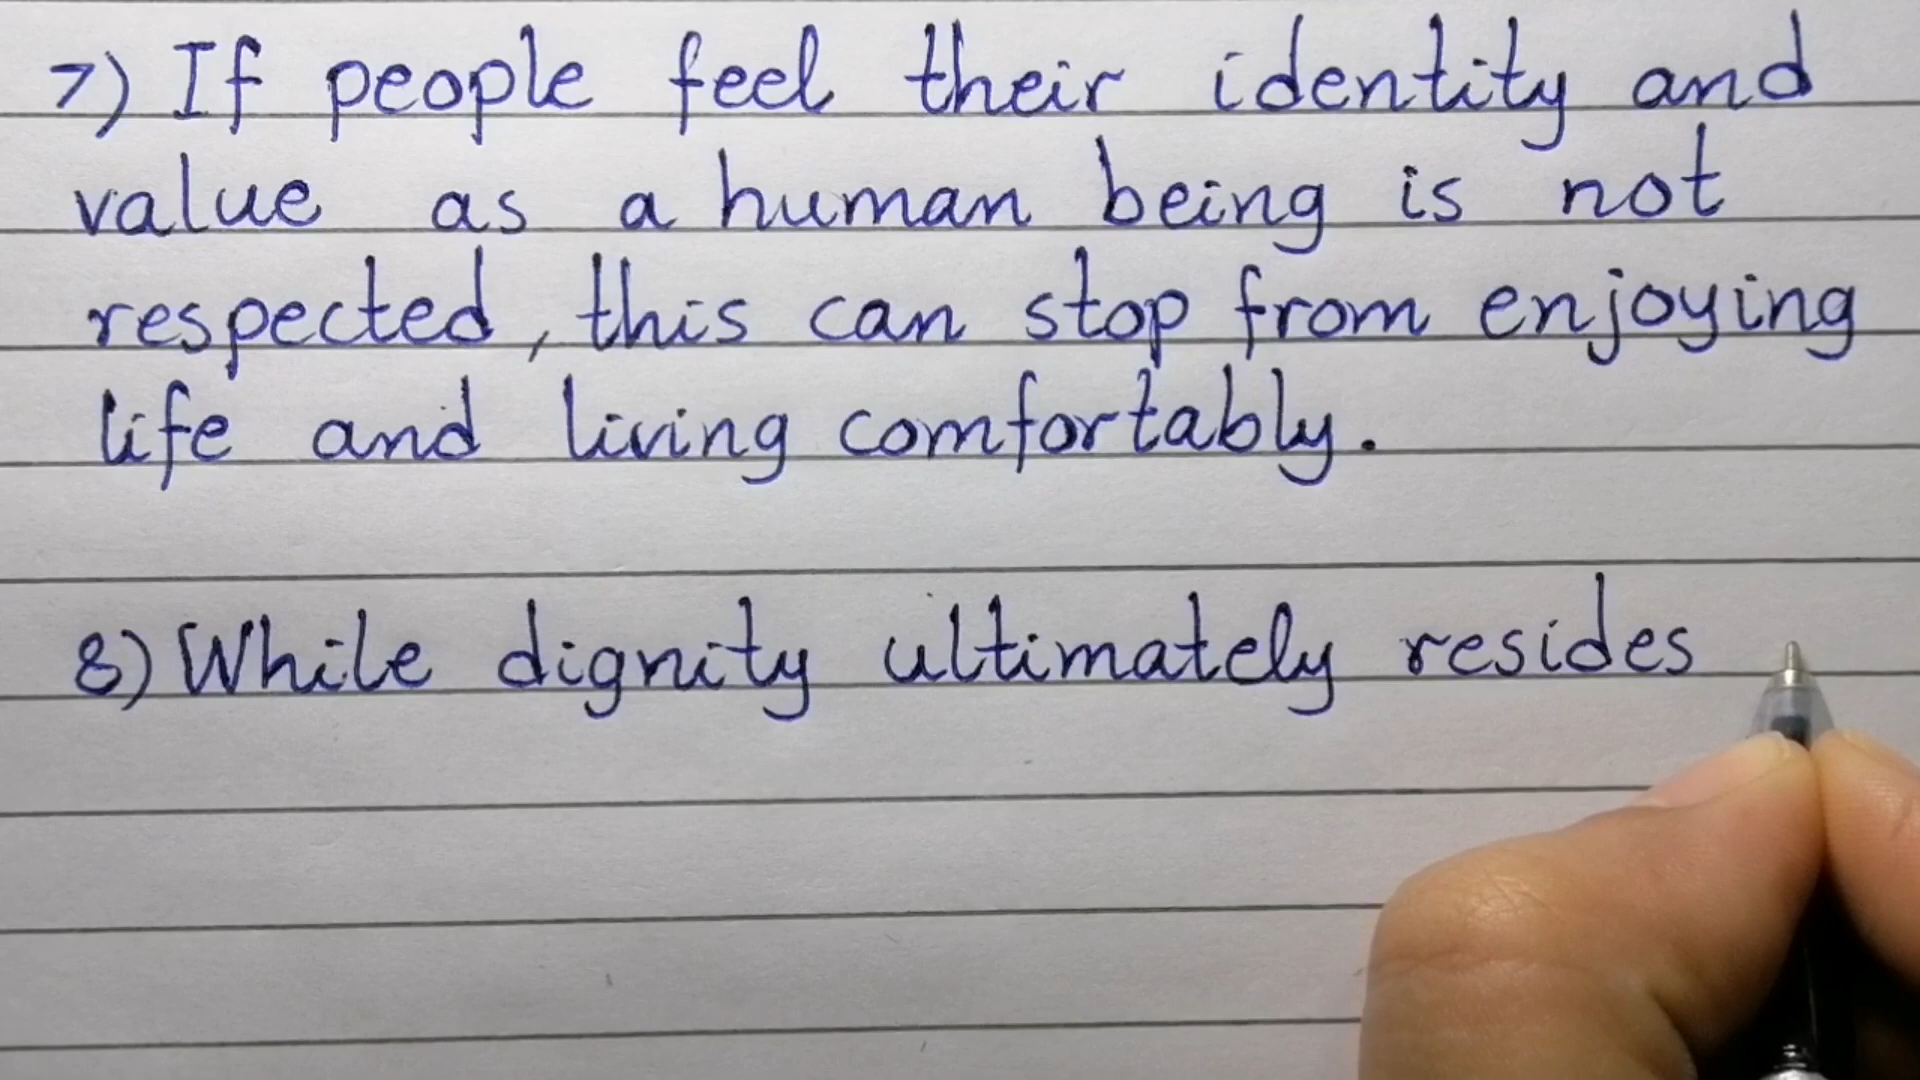 7) If people feel their identity and
value as a human being is not
respected, this can stop from enjoying
life and living comfortably.
8) While dignity ultimately resides